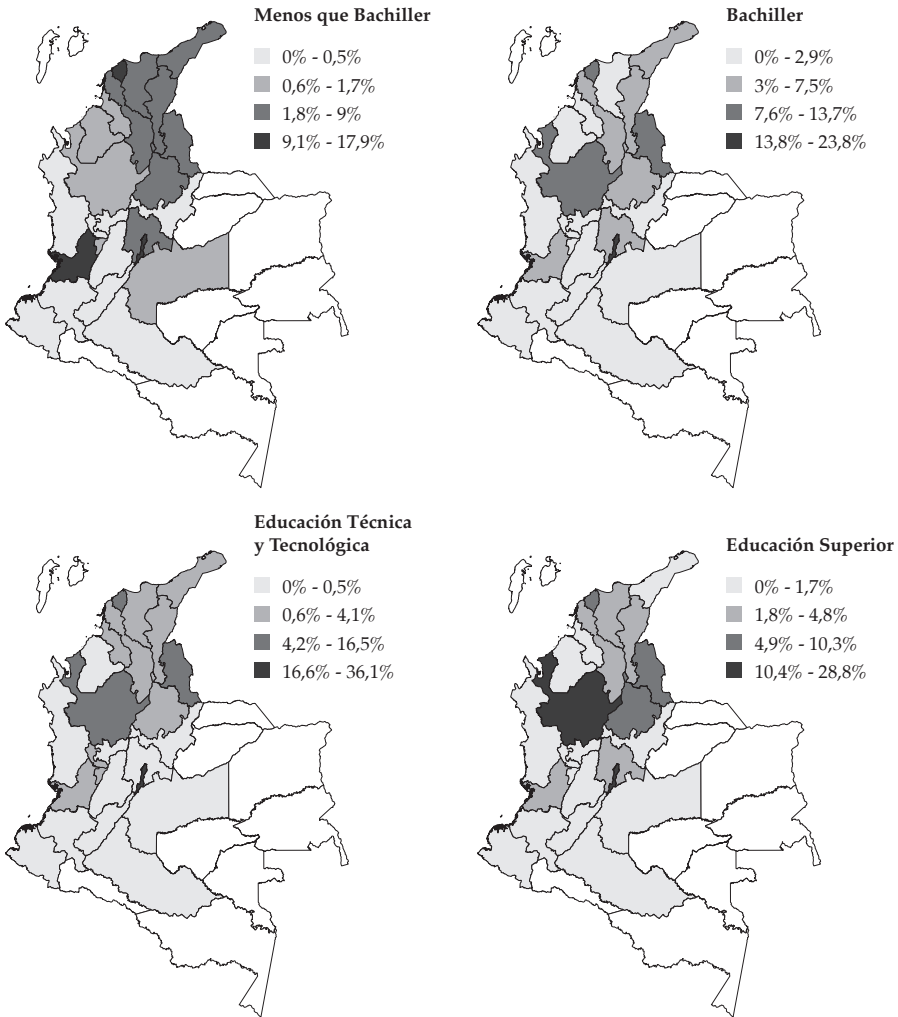 Menos que Bachiller
0% - 0,5%
0,6% - 1,7%
1,8% - 9%
9,1% - 17,9%
Bachiller
0% - 2,9%
3% - 7,5%
7,6% - 13,7%
13,8% - 23,8%
Educación Técnica
y Tecnológica
0% - 0,5%
0,6% - 4,1%
4,2% - 16,5%
16,6% - 36,1%
Educación Superior
0% - 1,7%
1,8% - 4,8%
4,9% - 10,3%
10,4% - 28,8%